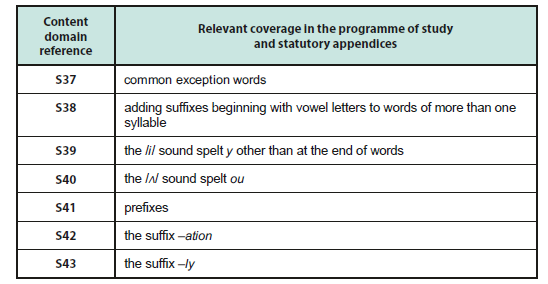 Content
domain
reference
Relevant coverage in the programme of study
and statutory appendices
S37
common exception words
S38
adding suffixes beginning with vowel letters to words of more than one
syllable
S39
the /i/ sound spelt y other than at the end of words
S40
the /ʌ/ sound spelt ou
S41
prefixes
S42
the suffix –ation
S43
the suffix –ly